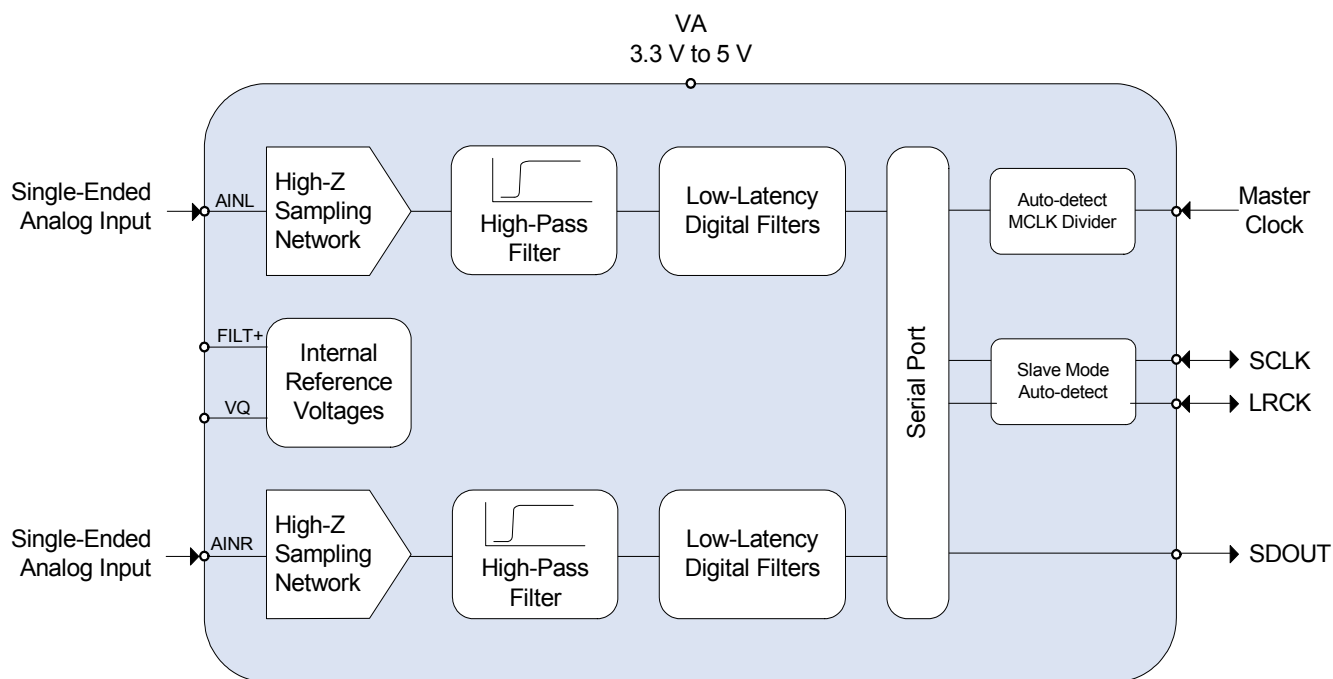 VA
3.3 V to 5 V
Single-Ended
Analog Input
AINL
High-Z
Sampling
Network
High-Pass
Filter
Low-Latency
Digital Filters
Serial Port
Auto-detect
MCLK Divider
Master
Clock
FILT+
VQ
Internal
Reference
Voltages
Slave Mode
Auto-detect
SCLK
LRCK
Single-Ended
Analog Input
AINR
High-Z
Sampling
Network
High-Pass
Filter
Low-Latency
Digital Filters
SDOUT